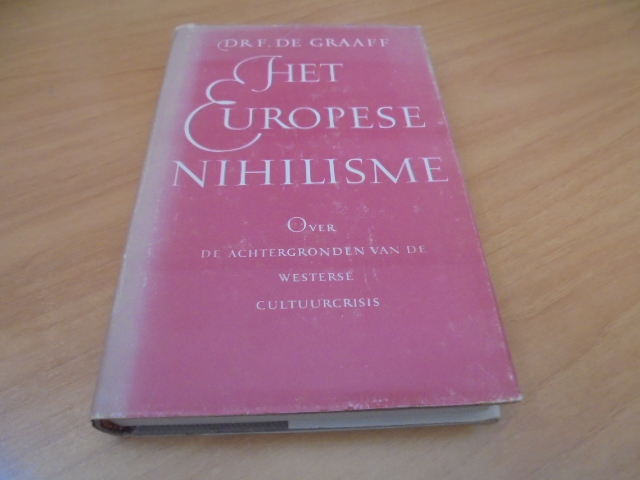 DR F. DE GRAAFF
HET
EUROPESE
NIHILISME
OVER
DE ACHTERGRONDEN VAN DE
WESTERSE
CULTUURCRISIS